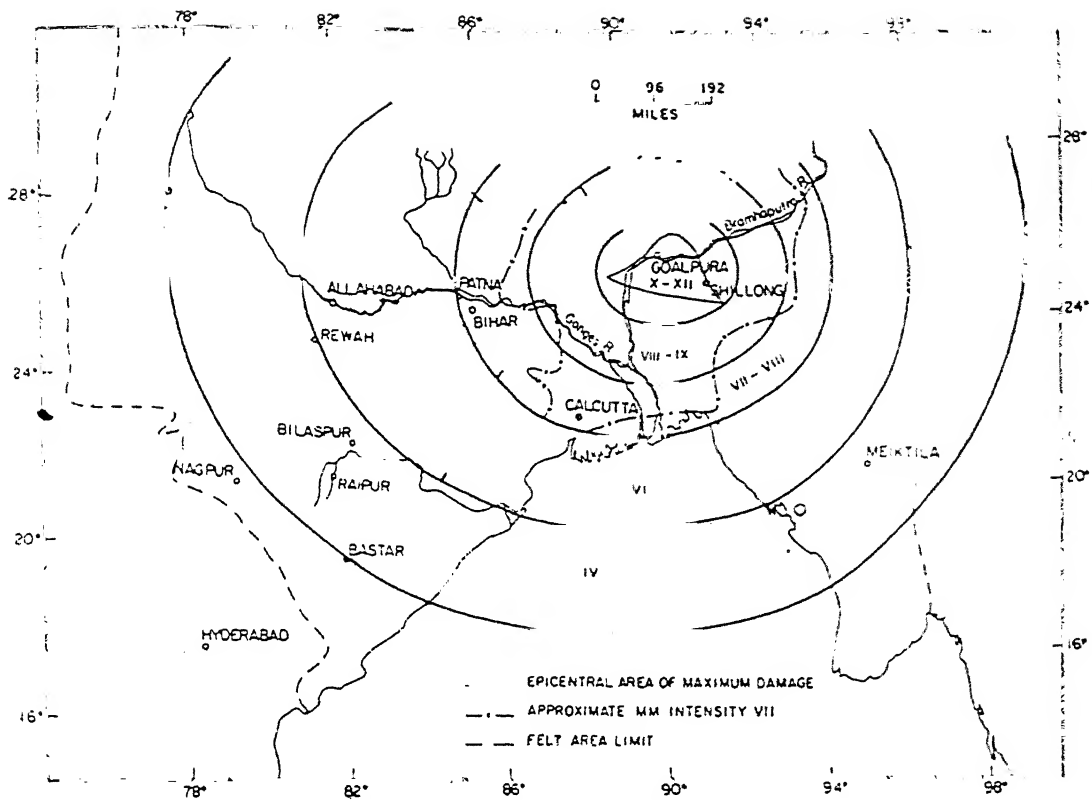 78° 82° 86° 90° 94° 98°
0 96 192
MILES
28°
28°
Bramhaputra R.
GOALPURA
X-XII
SHILLONG
ALLAHABAD
PATNA
BIHAR
24°
REWAH
Ganges R.
VIII-IX
VII-VIII
24°
CALCUTTA
BILASPUR
MEIKTILA
NAGPUR
RAIPUR
20°
VI
20°
BASTAR
IV
HYDERABAD
16°
EPICENTRAL AREA OF MAXIMUM DAMAGE
16°
APPROXIMATE MM INTENSITY VII
FELT AREA LIMIT
78° 82° 86° 90° 94° 98°